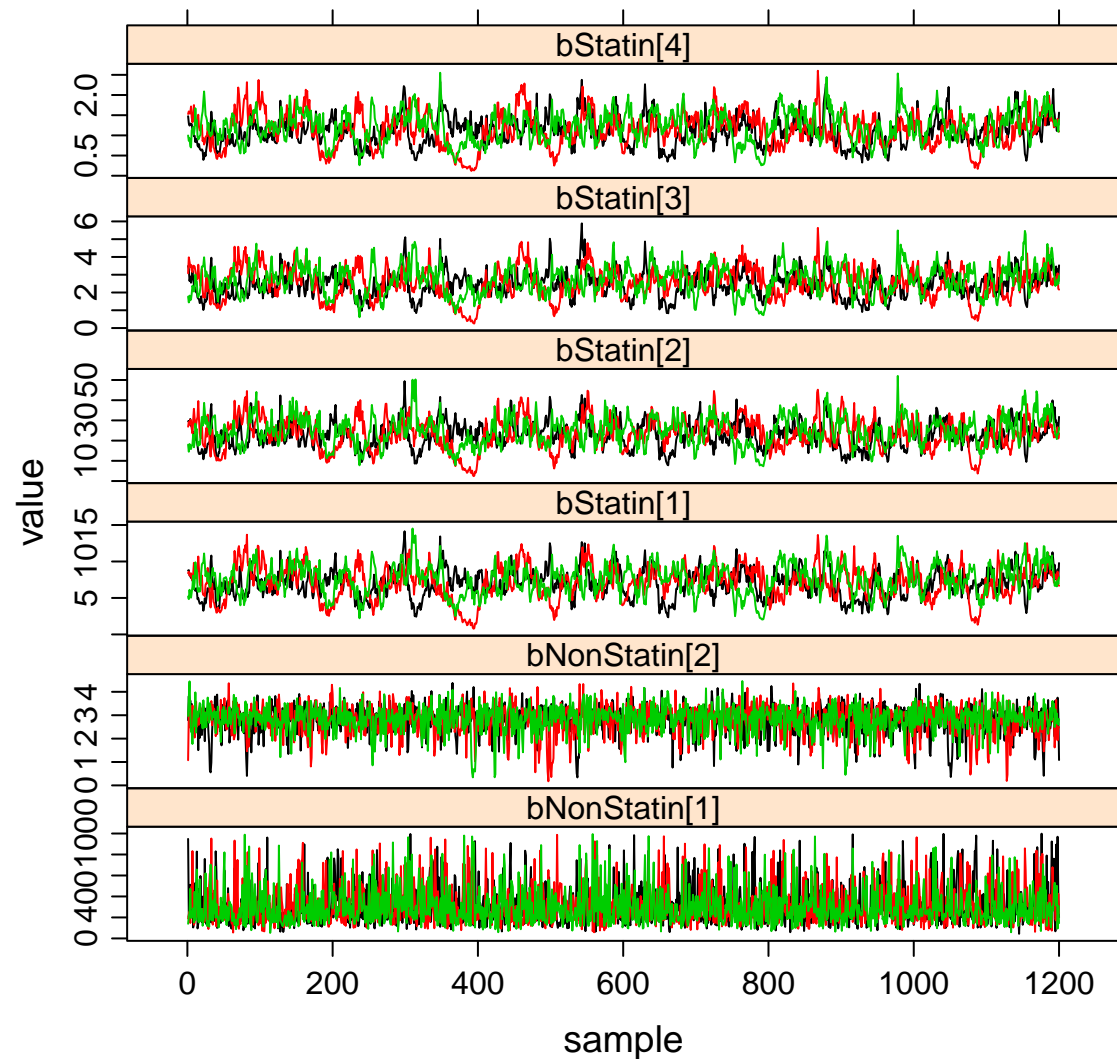 bStatin[4]
0.5 2.0
bStatin[3]
0 2 4 6
bStatin[2]
10 30 50
bStatin[1]
5 10 15
bNonStatin[2]
0 1 2 3 4
bNonStatin[1]
0 400 1000
value
0 200 400 600 800 1000 1200
sample